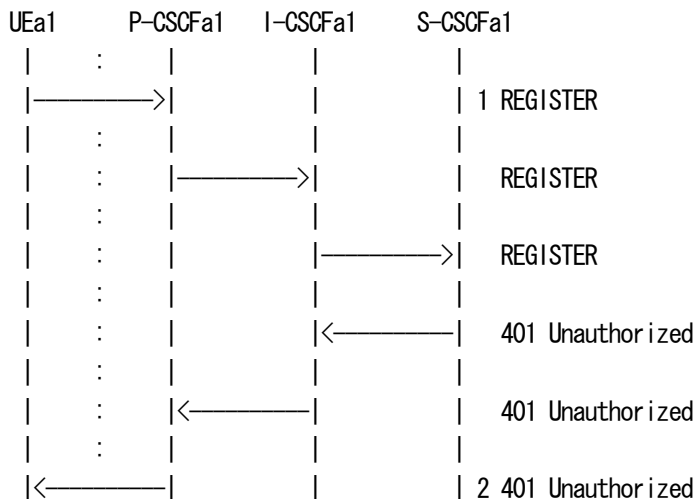 UEa1 P-CSCFa1 I-CSCFa1 S-CSCFa1
1 REGISTER
REGISTER
REGISTER
401 Unauthorized
401 Unauthorized
2 401 Unauthorized